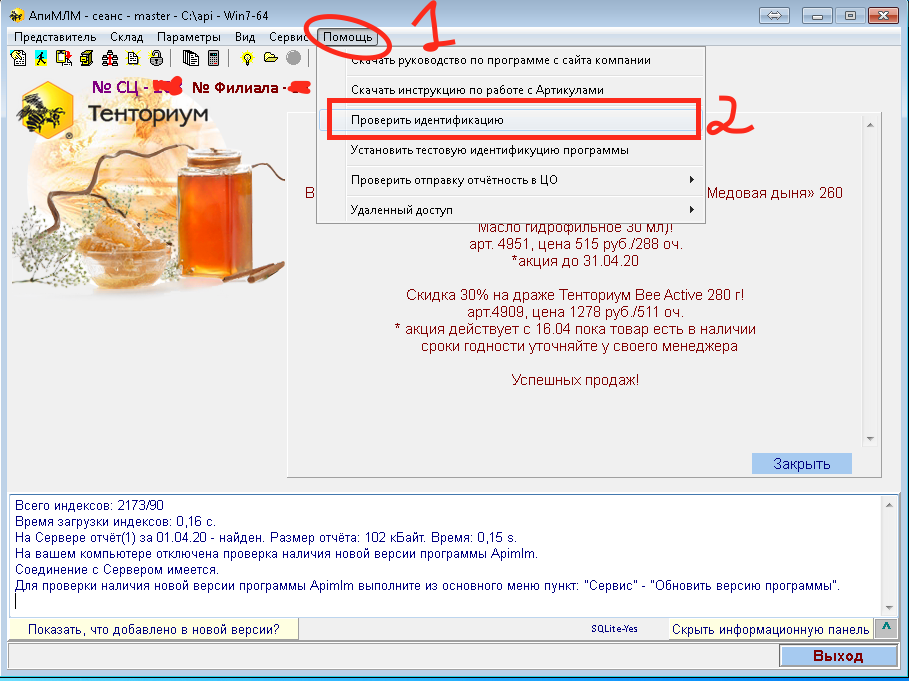 АпиМЛМ - сеанс - master - C:\api - Win7-64
Представитель Склад Параметры Вид Сервис Помощь
1
Скачать руководство по программе с сайта компании
Скачать инструкцию по работе с Артикулами
Проверить идентификацию
2
Установить тестовую идентификуцию программы
Проверить отправку отчётность в ЦО
Удаленный доступ
№ СЦ - № Филиала -
Тенториум
В
Медовая дыня» 260
Масло гидрофильное 30 мл)!
арт. 4951, цена 515 руб./288 оч.
*акция до 31.04.20
Скидка 30% на драже Тенториум Bee Active 280 г!
арт.4909, цена 1278 руб./511 оч.
* акция действует с 16.04 пока товар есть в наличии
сроки годности уточняйте у своего менеджера
Успешных продаж!
Закрыть
Всего индексов: 2173/90
Время загрузки индексов: 0,16 с.
На Сервере отчёт(1) за 01.04.20 - найден. Размер отчёта: 102 кБайт. Время: 0,15 s.
На вашем компьютере отключена проверка наличия новой версии программы Apimlm.
Соединение с Сервером имеется.
Для проверки наличия новой версии программы Apimlm выполните из основного меню пункт: "Сервис" - "Обновить версию программы".
Показать, что добавлено в новой версии?
SQLite-Yes
Скрыть информационную панель
^
Выход